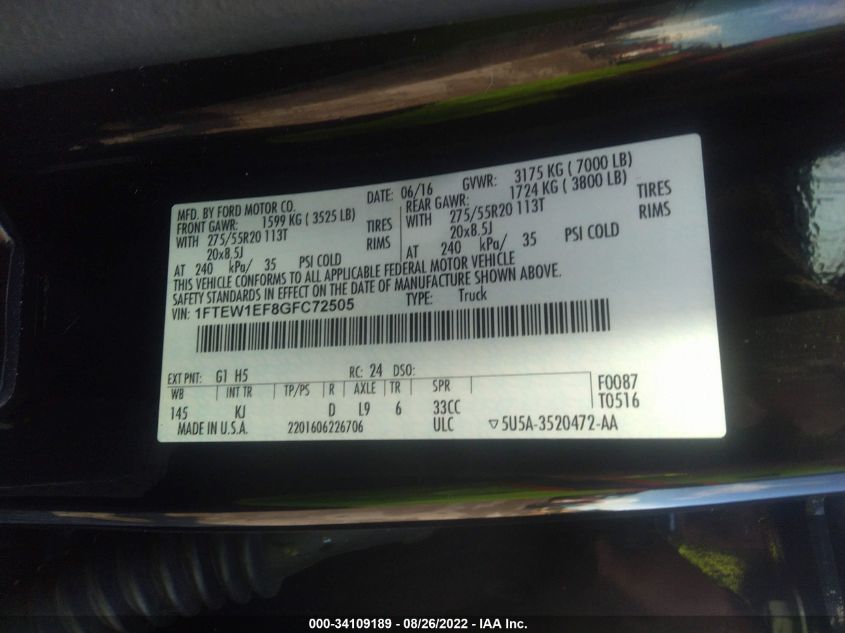 MFD. BY FORD MOTOR CO. DATE: 06/16 GVWR: 3175 KG ( 7000 LB)
FRONT GAWR: 1599 KG ( 3525 LB) REAR GAWR: 1724 KG ( 3800 LB)
WITH 275/55R20 113T TIRES WITH 275/55R20 113T TIRES
20x8.5J RIMS 20x8.5J RIMS
AT 240 kPa/ 35 PSI COLD AT 240 kPa/ 35 PSI COLD
THIS VEHICLE CONFORMS TO ALL APPLICABLE FEDERAL MOTOR VEHICLE
SAFETY STANDARDS IN EFFECT ON THE DATE OF MANUFACTURE SHOWN ABOVE.
VIN: 1FTEW1EF8GFC72505 TYPE: Truck
EXT PNT: G1 H5 RC: 24 DSO:
WB INT TR TP/PS R AXLE TR SPR F0087
145 KJ D L9 6 33CC T0516
MADE IN U.S.A. 2201606226706 ULC ▽5U5A-3520472-AA
000-34109189 - 08/26/2022 - IAA Inc.